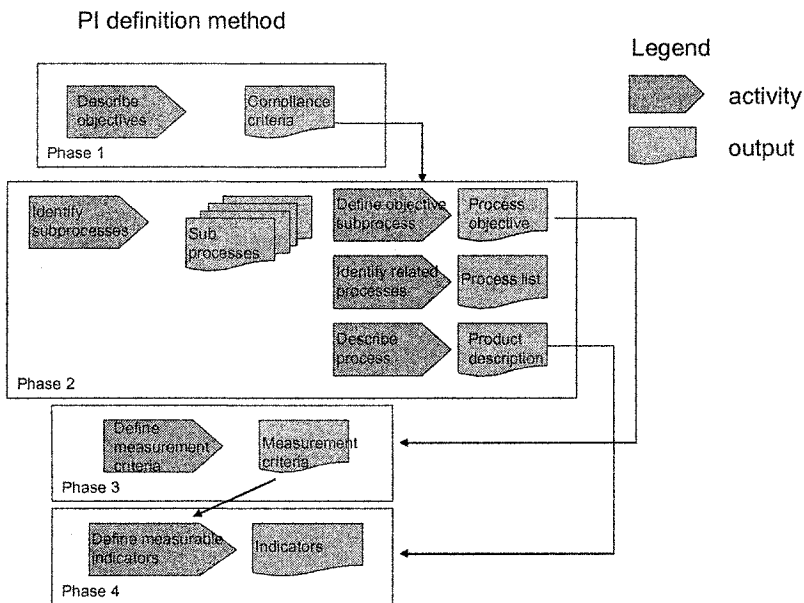 PI definition method
Legend
activity
output
Describe
objectives
Compliance
criteria
Phase 1
Identify
subprocesses
Sub
processes
Define objective
subprocess
Process
objective
Identify related
processes
Process list
Describe
process
Product
description
Phase 2
Define
measurement
criteria
Measurement
criteria
Phase 3
Define measurable
indicators
Indicators
Phase 4